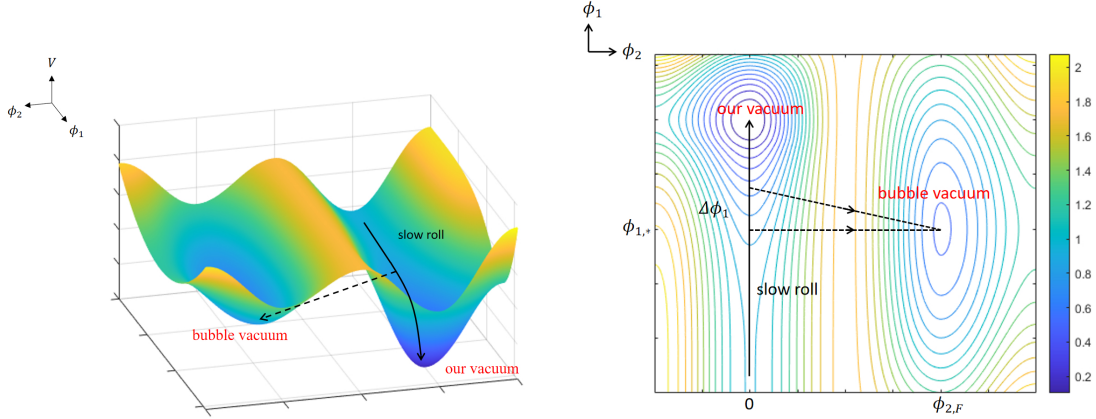 V
ϕ₂
ϕ₁
slow roll
bubble vacuum
our vacuum
ϕ₁
ϕ₂
our vacuum
bubble vacuum
Δϕ₁
ϕ₁,*
slow roll
0
ϕ₂,F
2
1.8
1.6
1.4
1.2
1
0.8
0.6
0.4
0.2